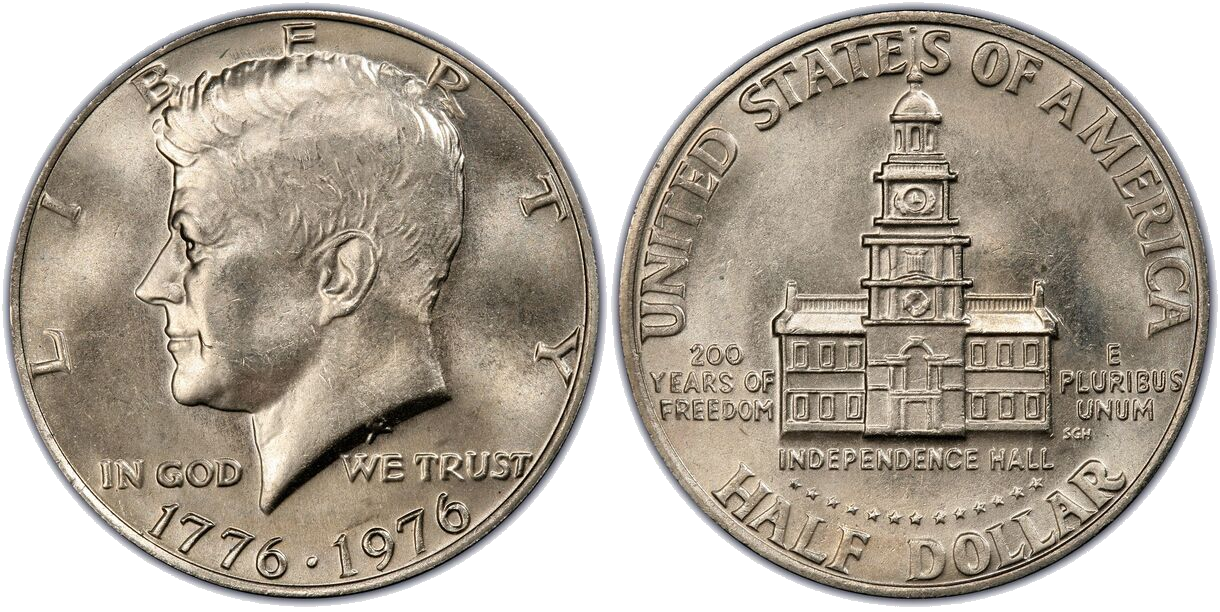 LIBERTY
IN GOD WE TRUST
1776 · 1976
UNITED STATES OF AMERICA
200
YEARS OF
FREEDOM
E
PLURIBUS
UNUM
SGH
INDEPENDENCE HALL
HALF DOLLAR